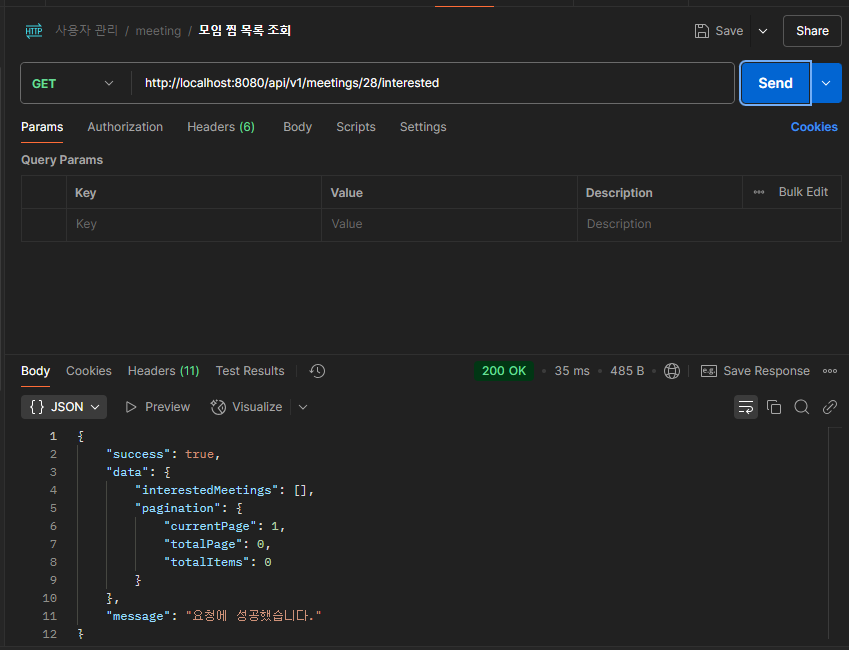 HTTP 사용자 관리 / meeting / 모임 찜 목록 조회 Save Share
GET http://localhost:8080/api/v1/meetings/28/interested Send
Params Authorization Headers (6) Body Scripts Settings Cookies
Query Params
Key Value Description ••• Bulk Edit
Key Value Description
Body Cookies Headers (11) Test Results 200 OK • 35 ms • 485 B • e.g. Save Response •••
{} JSON Preview Visualize
1 {
2 "success": true,
3 "data": {
4 "interestedMeetings": [],
5 "pagination": {
6 "currentPage": 1,
7 "totalPage": 0,
8 "totalItems": 0
9 }
10 },
11 "message": "요청에 성공했습니다."
12 }